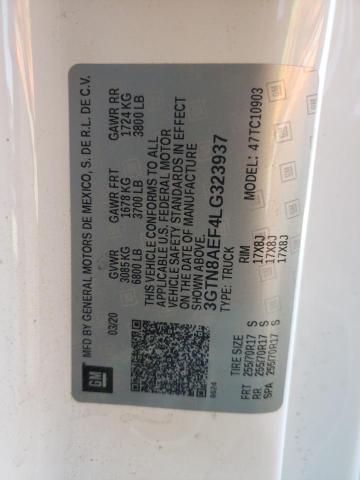 MFD BY GENERAL MOTORS DE MEXICO, S. DE R.L. DE C.V.
03/20
GVWR GAWR FRT GAWR RR
3085 KG 1678 KG 1724 KG
6800 LB 3700 LB 3800 LB
THIS VEHICLE CONFORMS TO ALL
APPLICABLE U.S. FEDERAL MOTOR
VEHICLE SAFETY STANDARDS IN EFFECT
ON THE DATE OF MANUFACTURE
SHOWN ABOVE.
3GTN8AEF4LG323937
TYPE: TRUCK MODEL: 47TC10903
GM
6624
TIRE SIZE RIM
FRT 255/70R17 S 17X8J
RR 255/70R17 S 17X8J
SPA 255/70R17 S 17X8J